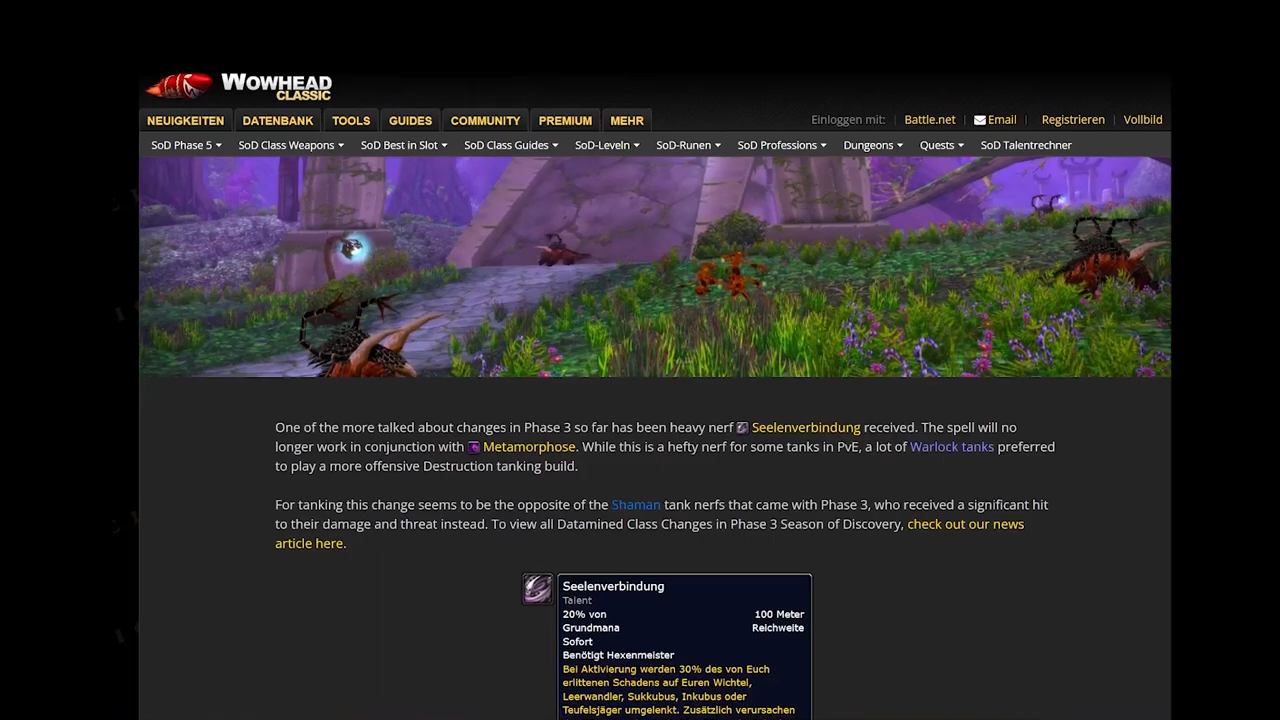 WOWHEAD
CLASSIC
NEUIGKEITEN DATENBANK TOOLS GUIDES COMMUNITY PREMIUM MEHR Einloggen mit: Battle.net Email Registrieren Vollbild
SoD Phase 5 SoD Class Weapons SoD Best in Slot SoD Class Guides SoD-Leveln SoD-Runen SoD Professions Dungeons Quests SoD Talentrechner
One of the more talked about changes in Phase 3 so far has been heavy nerf Seelenverbindung received. The spell will no
longer work in conjunction with Metamorphose. While this is a hefty nerf for some tanks in PvE, a lot of Warlock tanks preferred
to play a more offensive Destruction tanking build.
For tanking this change seems to be the opposite of the Shaman tank nerfs that came with Phase 3, who received a significant hit
to their damage and threat instead. To view all Datamined Class Changes in Phase 3 Season of Discovery, check out our news
article here.
Seelenverbindung
Talent
20% von 100 Meter
Grundmana Reichweite
Sofort
Benötigt Hexenmeister
Bei Aktivierung werden 30% des von Euch
erlittenen Schadens auf Euren Wichtel,
Leerwandler, Sukkubus, Inkubus oder
Teufelsjäger umgelenkt. Zusätzlich verursachen